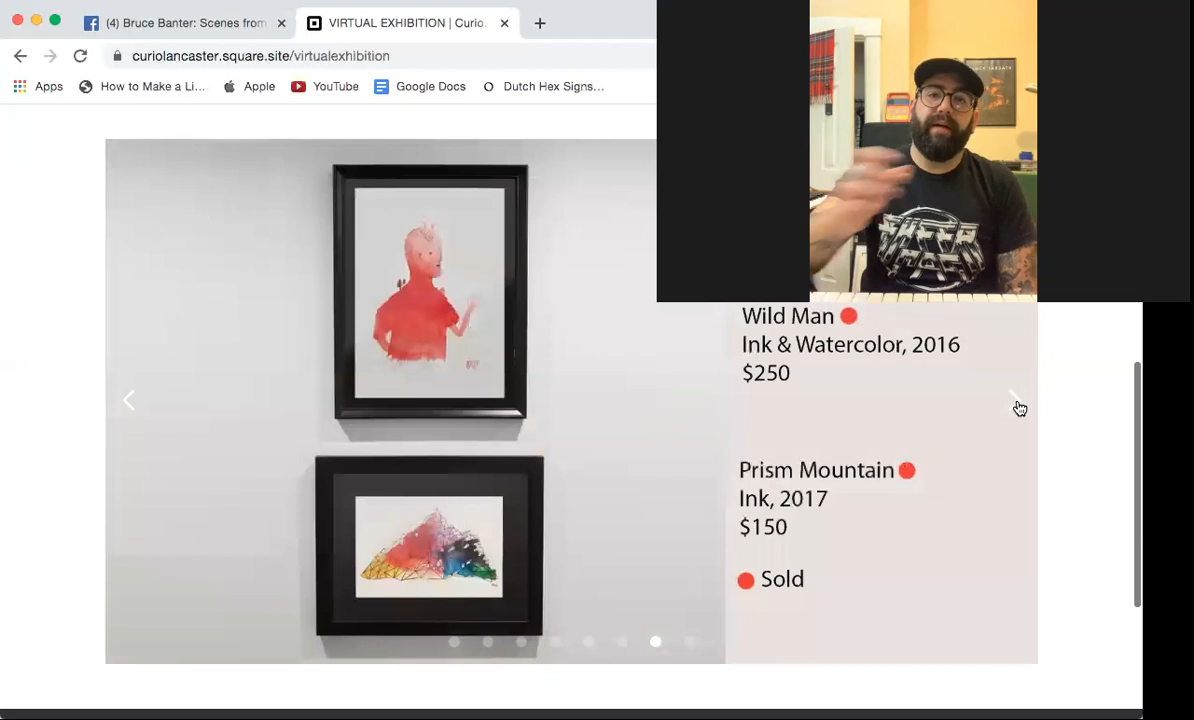 (4) Bruce Banter: Scenes from
VIRTUAL EXHIBITION | Curio.
curiolancaster.square.site/virtualexhibition
Apps
How to Make a Li...
Apple
YouTube
Google Docs
Dutch Hex Signs...
Wild Man
Ink & Watercolor, 2016
$250
Prism Mountain
Ink, 2017
$150
Sold